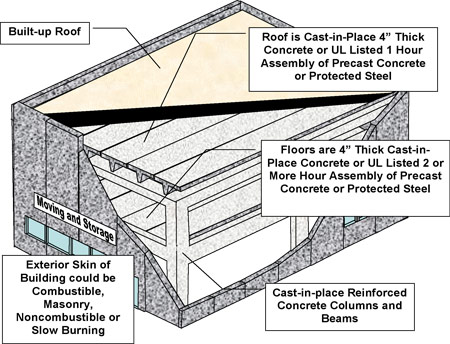 Built-up Roof
Roof is Cast-in-Place 4” Thick
Concrete or UL Listed 1 Hour
Assembly of Precast Concrete
or Protected Steel
Floors are 4” Thick Cast-in-
Place Concrete or UL Listed 2 or
More Hour Assembly of Precast
Concrete or Protected Steel
Moving and Storage
Exterior Skin of
Building could be
Combustible,
Masonry,
Noncombustible or
Slow Burning
Cast-in-place Reinforced
Concrete Columns and
Beams